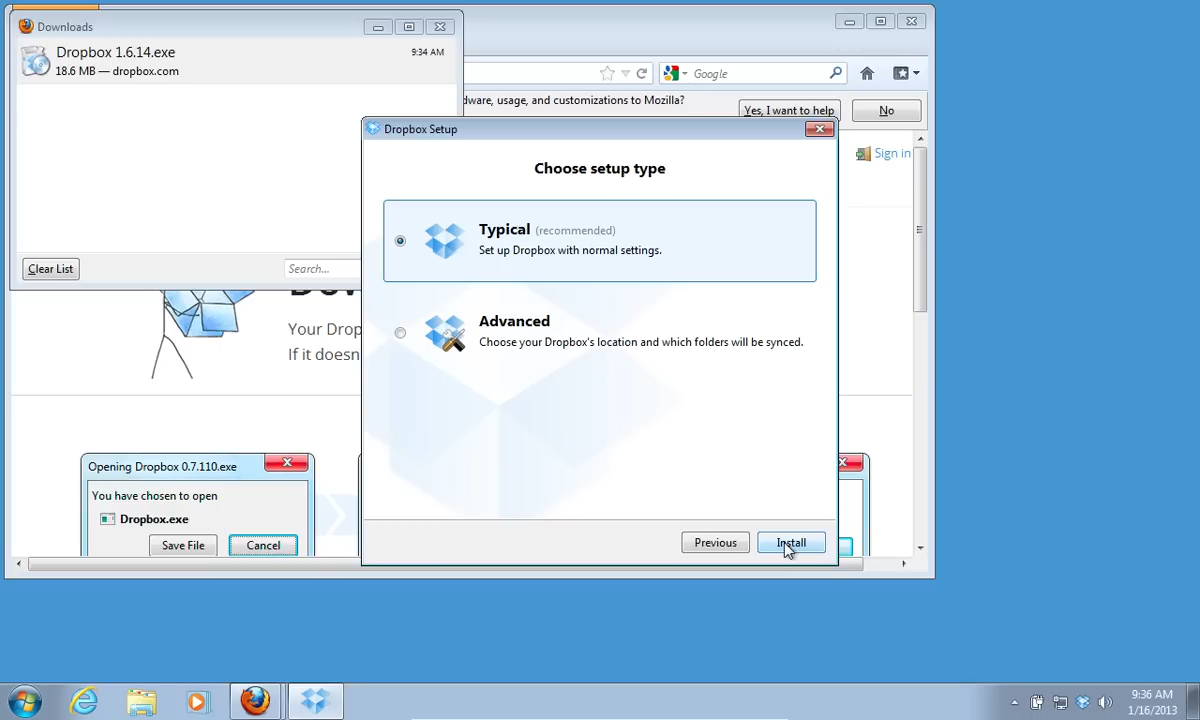 Downloads
Dropbox 1.6.14.exe
9:34 AM
18.6 MB — dropbox.com
Clear List
Search...
Google
dware, usage, and customizations to Mozilla?
Yes, I want to help
No
Sign in
Your Drop
If it doesn
Dropbox Setup
Choose setup type
Typical (recommended)
Set up Dropbox with normal settings.
Advanced
Choose your Dropbox's location and which folders will be synced.
Previous
Install
Opening Dropbox 0.7.110.exe
You have chosen to open
Dropbox.exe
Save File
Cancel
9:36 AM
1/16/2013